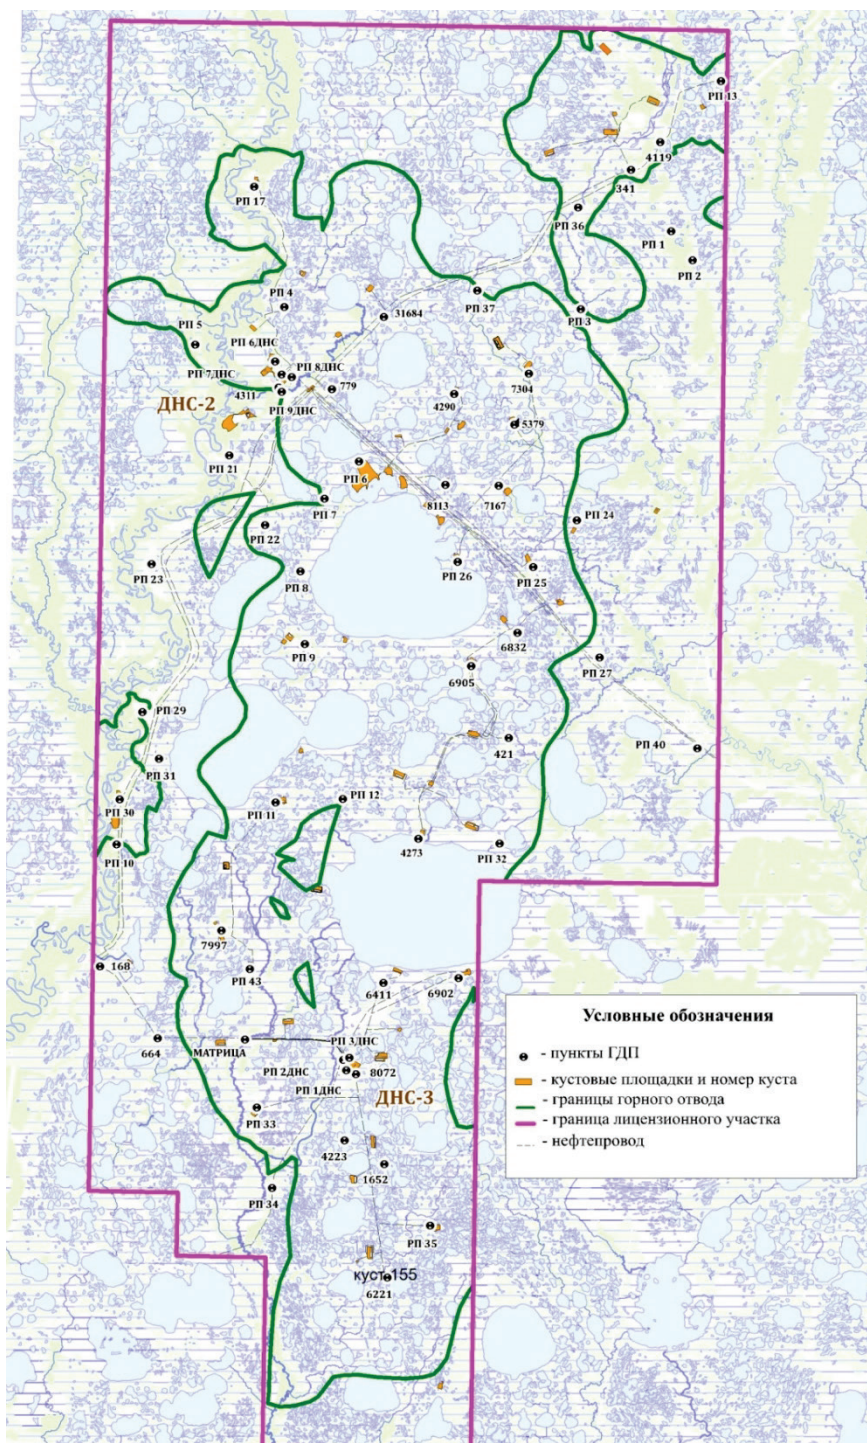 РП 13
4119
341
РП 17
РП 36
РП 1
РП 2
РП 4
РП 37
31684
РП 3
РП 5
РП 6ДНС
РП 7ДНС
РП 8ДНС
7304
4311
779
4290
РП 9ДНС
ДНС-2
5379
РП 21
РП 6
8113
7167
РП 7
РП 24
РП 22
РП 23
РП 8
РП 26
РП 25
6832
РП 9
РП 27
6905
РП 29
421
РП 40
РП 31
РП 30
РП 11
РП 12
РП 10
4273
РП 32
7997
168
РП 43
6411
6902
664
МАТРИЦА
РП 3ДНС
РП 2ДНС
8072
РП 1ДНС
ДНС-3
РП 33
4223
1652
РП 34
РП 35
куст 155
6221
Условные обозначения
- пункты ГДП
- кустовые площадки и номер куста
- границы горного отвода
- граница лицензионного участка
- нефтепровод